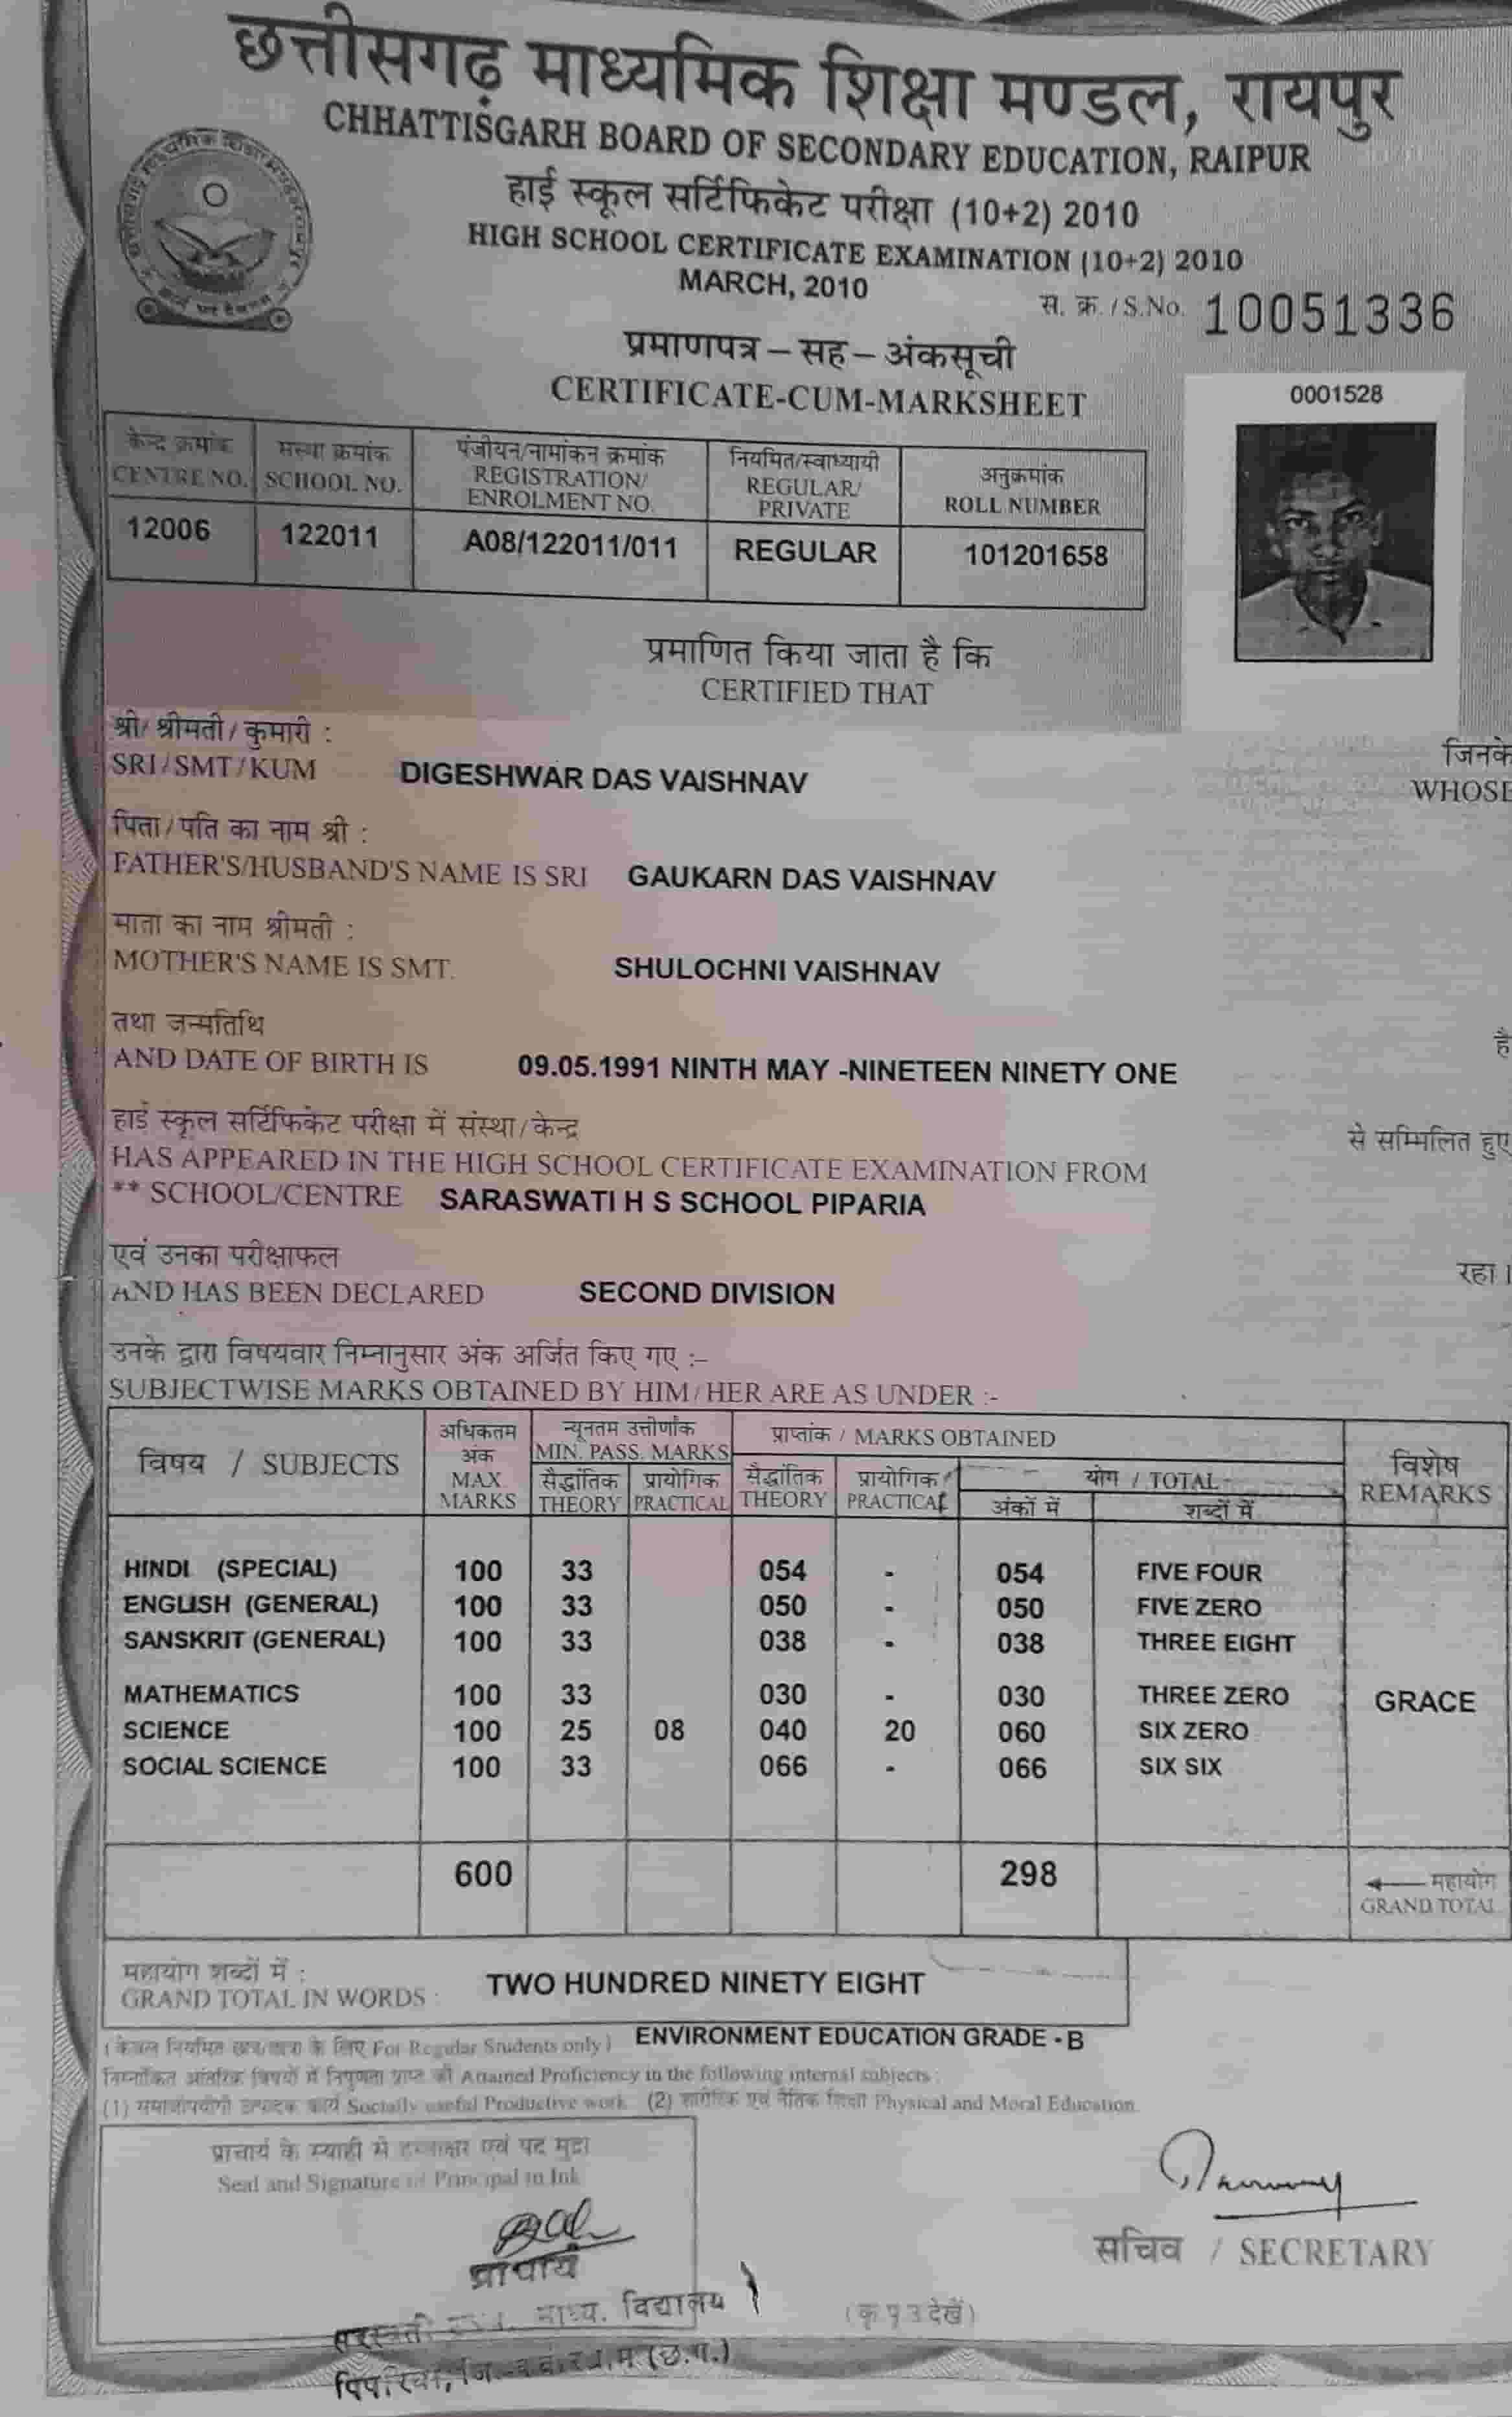 छत्तीसगढ़ माध्यमिक शिक्षा मण्डल, रायपुर
CHHATTISGARH BOARD OF SECONDARY EDUCATION, RAIPUR
हाई स्कूल सर्टिफिकेट परीक्षा (10+2) 2010
HIGH SCHOOL CERTIFICATE EXAMINATION (10+2) 2010
MARCH, 2010
स. क्र. / S.No. 10051336
प्रमाणपत्र – सह – अंकसूची
CERTIFICATE-CUM-MARKSHEET
0001528
केन्द्र क्रमांक संस्था क्रमांक पंजीयन/नामांकन क्रमांक नियमित/स्वाध्यायी अनुक्रमांक
CENTRE NO. SCHOOL NO. REGISTRATION/ ENROLMENT NO. REGULAR/ PRIVATE ROLL NUMBER
12006 122011 A08/122011/011 REGULAR 101201658
प्रमाणित किया जाता है कि
CERTIFIED THAT
श्री/ श्रीमती / कुमारी : जिनके
SRI/SMT/KUM DIGESHWAR DAS VAISHNAV WHOSE
पिता / पति का नाम श्री :
FATHER'S/HUSBAND'S NAME IS SRI GAUKARN DAS VAISHNAV
माता का नाम श्रीमती :
MOTHER'S NAME IS SMT. SHULOCHNI VAISHNAV
तथा जन्मतिथि है
AND DATE OF BIRTH IS 09.05.1991 NINTH MAY -NINETEEN NINETY ONE
हाई स्कूल सर्टिफिकेट परीक्षा में संस्था / केन्द्र से सम्मिलित हुए
HAS APPEARED IN THE HIGH SCHOOL CERTIFICATE EXAMINATION FROM
** SCHOOL/CENTRE SARASWATI H S SCHOOL PIPARIA
एवं उनका परीक्षाफल रहा।
AND HAS BEEN DECLARED SECOND DIVISION
उनके द्वारा विषयवार निम्नानुसार अंक अर्जित किए गए :–
SUBJECTWISE MARKS OBTAINED BY HIM/HER ARE AS UNDER :-
विषय / SUBJECTS अधिकतम अंक MAX. MARKS न्यूनतम उत्तीर्णांक MIN. PASS. MARKS प्राप्तांक / MARKS OBTAINED विशेष REMARKS
सैद्धांतिक THEORY प्रायोगिक PRACTICAL सैद्धांतिक THEORY प्रायोगिक PRACTICAL योग / TOTAL
अंकों में शब्दों में
HINDI (SPECIAL) 100 33 054 - 054 FIVE FOUR
ENGLISH (GENERAL) 100 33 050 - 050 FIVE ZERO
SANSKRIT (GENERAL) 100 33 038 - 038 THREE EIGHT
MATHEMATICS 100 33 030 - 030 THREE ZERO GRACE
SCIENCE 100 25 08 040 20 060 SIX ZERO
SOCIAL SCIENCE 100 33 066 - 066 SIX SIX
600 298 महायोग
GRAND TOTAL
महायोग शब्दों में :
GRAND TOTAL IN WORDS : TWO HUNDRED NINETY EIGHT
(केवल नियमित छात्र/छात्रा के लिए For Regular Students only) ENVIRONMENT EDUCATION GRADE - B
निम्नांकित आंतरिक विषयों में निपुणता प्राप्त की Attained Proficiency in the following internal subjects :
(1) समाजोपयोगी उत्पादक कार्य Socially useful Productive work (2) शारीरिक एवं नैतिक शिक्षा Physical and Moral Education
प्राचार्य के स्याही से हस्ताक्षर एवं पद मुद्रा
Seal and Signature of Principal in Ink
प्राचार्य
सचिव / SECRETARY
सरस्वती माध्य. विद्यालय
(कृ पृ उ देखें)
(छ.ग.)